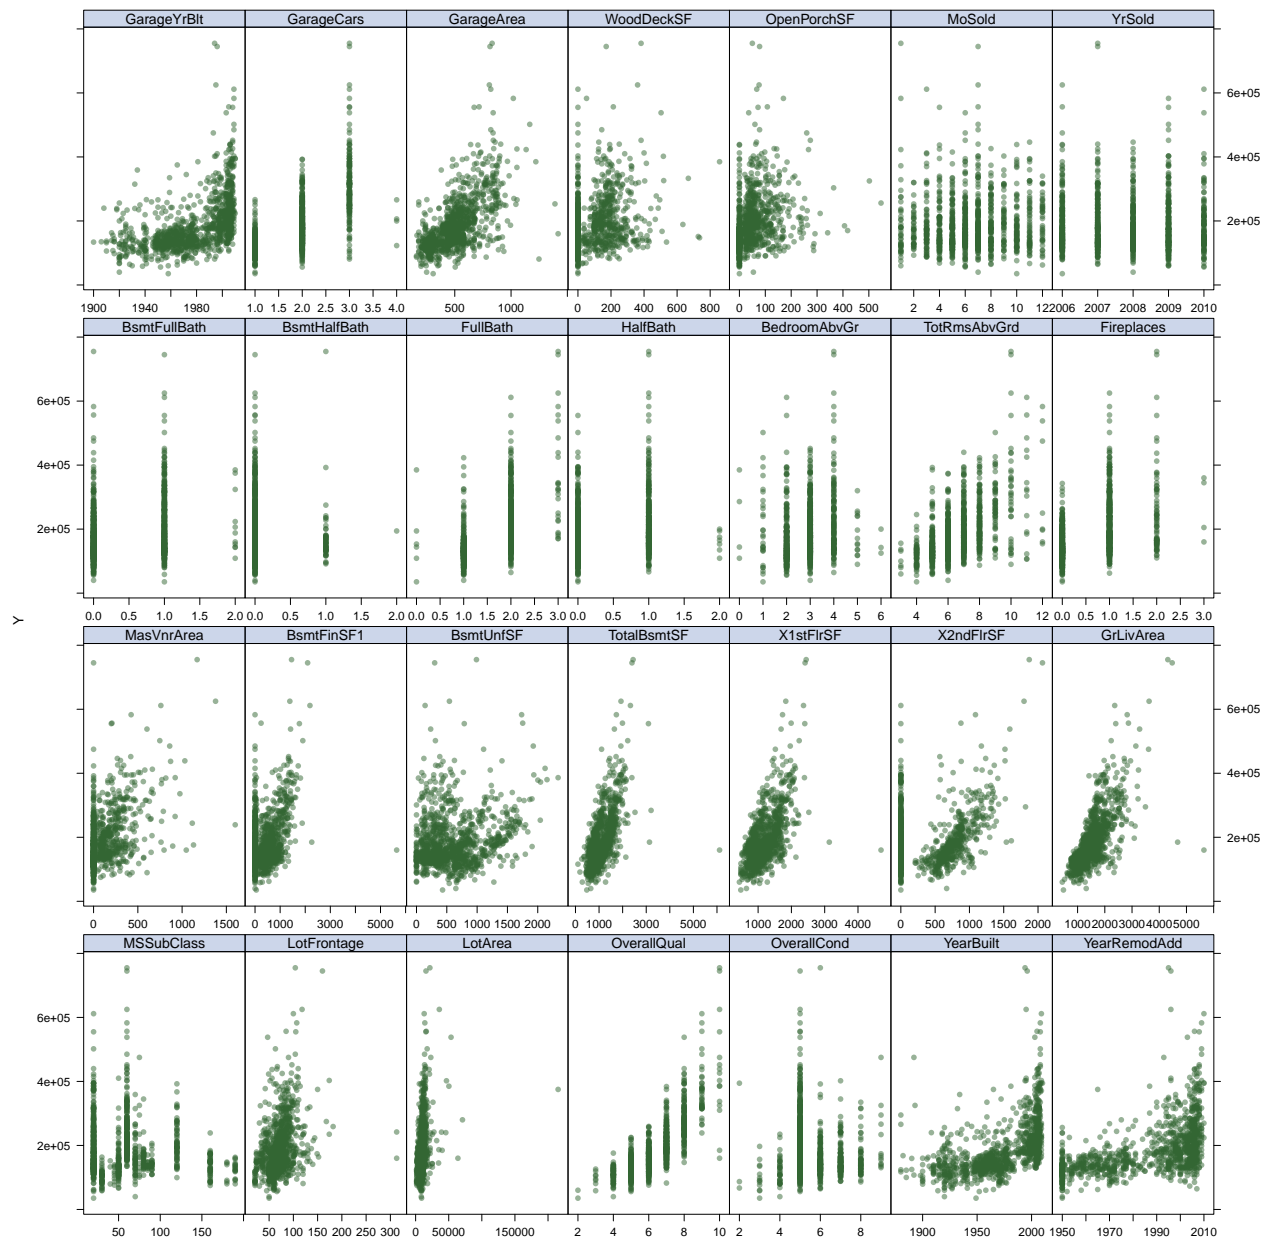 GarageYrBlt GarageCars GarageArea WoodDeckSF OpenPorchSF MoSold YrSold
6e+05
4e+05
2e+05
1900 1940 1980 1.0 1.5 2.0 2.5 3.0 3.5 4.0 500 1000 0 200 400 600 800 0 100 200 300 400 500 2 4 6 8 10 12 2006 2007 2008 2009 2010
BsmtFullBath BsmtHalfBath FullBath HalfBath BedroomAbvGr TotRmsAbvGrd Fireplaces
6e+05
4e+05
2e+05
0.0 0.5 1.0 1.5 2.0 0.0 0.5 1.0 1.5 2.0 0.0 0.5 1.0 1.5 2.0 2.5 3.0 0.0 0.5 1.0 1.5 2.0 0 1 2 3 4 5 6 4 6 8 10 12 0.0 0.5 1.0 1.5 2.0 2.5 3.0
Y
MasVnrArea BsmtFinSF1 BsmtUnfSF TotalBsmtSF X1stFlrSF X2ndFlrSF GrLivArea
6e+05
4e+05
2e+05
0 500 1000 1500 0 1000 2000 3000 4000 5000 0 500 1000 1500 2000 0 1000 3000 5000 1000 2000 3000 4000 0 500 1000 1500 2000 1000 2000 3000 4000 5000
MSSubClass LotFrontage LotArea OverallQual OverallCond YearBuilt YearRemodAdd
6e+05
4e+05
2e+05
50 100 150 50 100 150 200 250 300 0 50000 150000 2 4 6 8 10 2 4 6 8 1900 1950 2000 1950 1960 1970 1980 1990 2000 2010